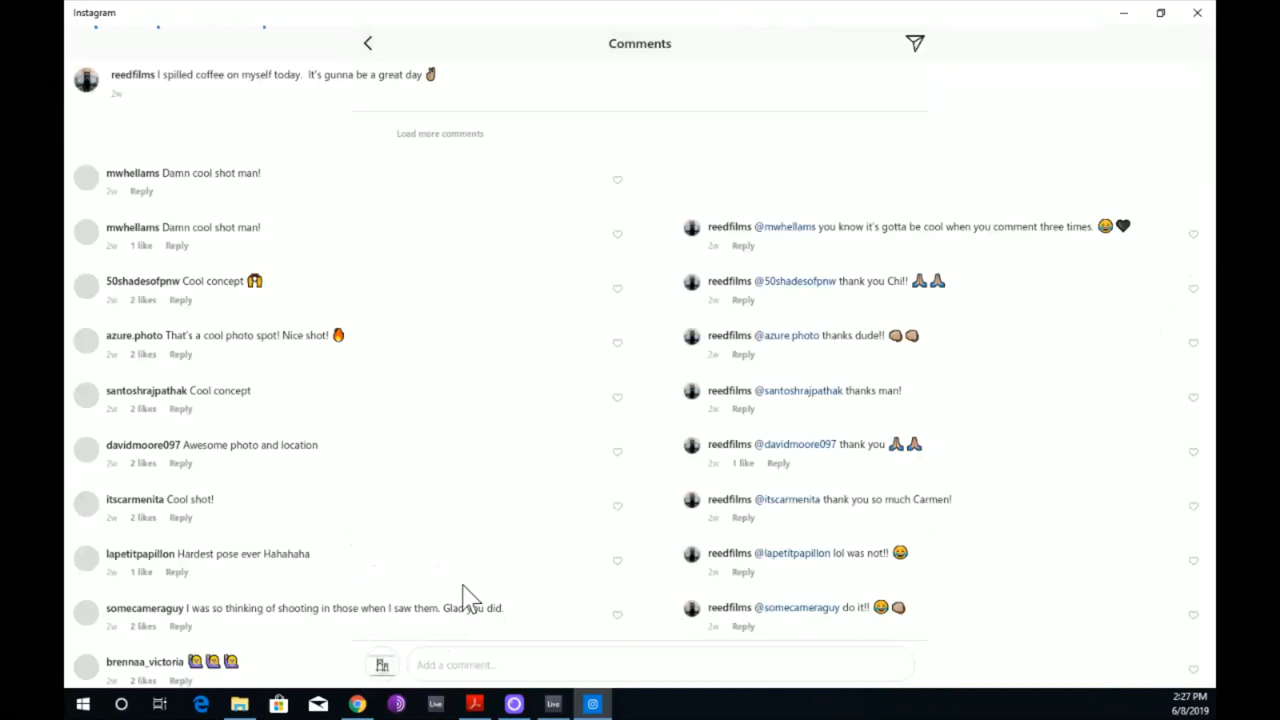 Instagram
Comments
reedfilms I spilled coffee on myself today. It's gunna be a great day ✌🏽
2w
Load more comments
mwhellams Damn cool shot man!
2w Reply
mwhellams Damn cool shot man!
2w 1 like Reply
reedfilms @mwhellams you know it's gotta be cool when you comment three times. 😂🖤
2w Reply
50shadesofpnw Cool concept 🙌
2w 2 likes Reply
reedfilms @50shadesofpnw thank you Chi!! 🙏🏽🙏🏽
2w Reply
azure.photo That's a cool photo spot! Nice shot! 🔥
2w 2 likes Reply
reedfilms @azure.photo thanks dude!! 👊🏽👊🏽
2w Reply
santoshrajpathak Cool concept
2w 2 likes Reply
reedfilms @santoshrajpathak thanks man!
2w Reply
davidmoore097 Awesome photo and location
2w 2 likes Reply
reedfilms @davidmoore097 thank you 🙏🏽🙏🏽
2w 1 like Reply
itscarmenita Cool shot!
2w 2 likes Reply
reedfilms @itscarmenita thank you so much Carmen!
2w Reply
lapetitpapillon Hardest pose ever Hahahaha
2w 1 like Reply
reedfilms @lapetitpapillon lol was not!! 😂
2w Reply
somecameraguy I was so thinking of shooting in those when I saw them. Glad you did.
2w 2 likes Reply
reedfilms @somecameraguy do it!! 😂👊🏽
2w Reply
brennaa_victoria 🙋🙋🙋
2w 2 likes Reply
Add a comment...
Live
Live
2:27 PM
6/8/2019